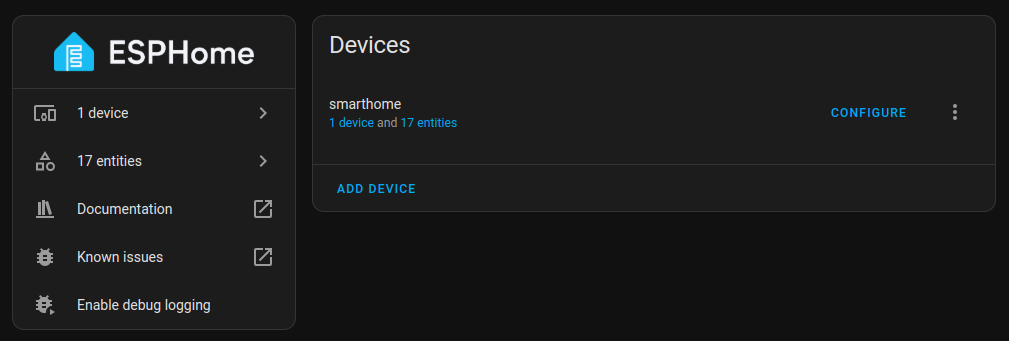 ESPHome
1 device
17 entities
Documentation
Known issues
Enable debug logging
Devices
smarthome
1 device and 17 entities
CONFIGURE
ADD DEVICE